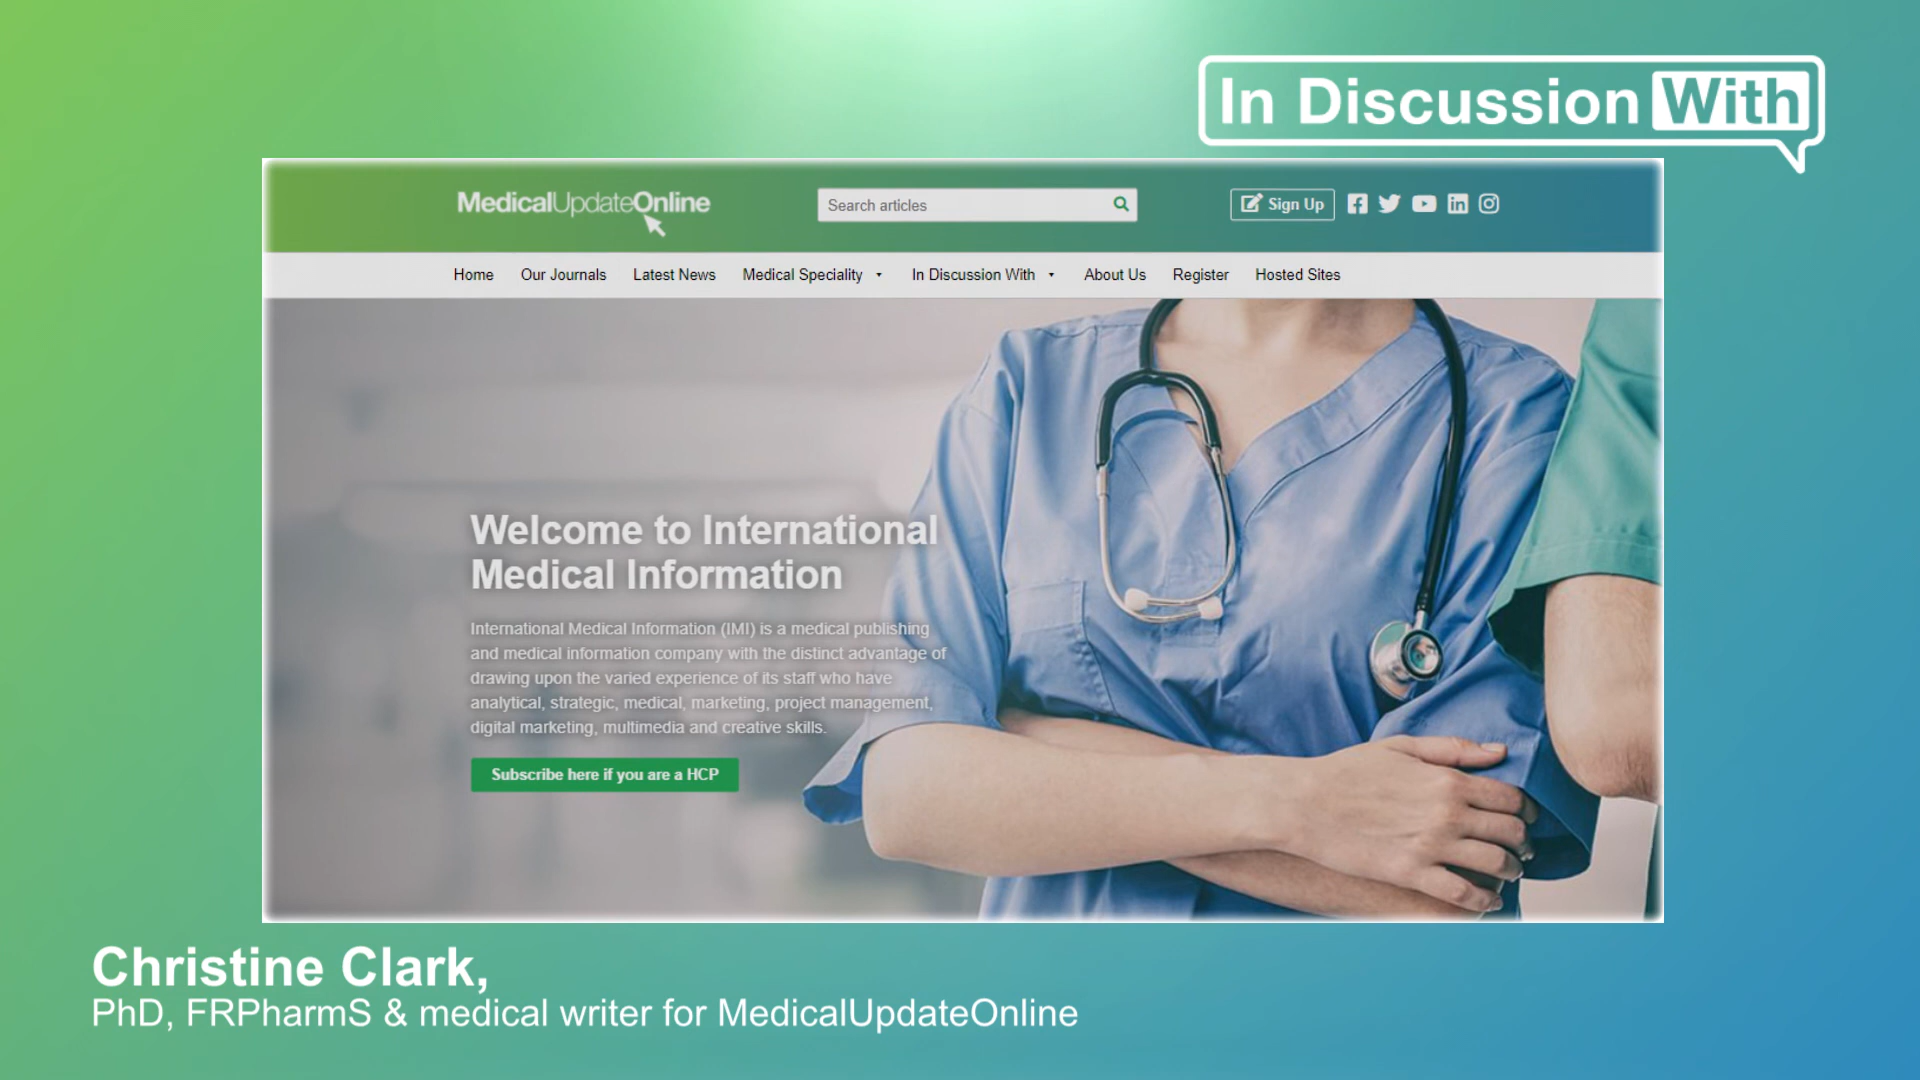 In Discussion With
MedicalUpdateOnline
Search articles
Sign Up
Home Our Journals Latest News Medical Speciality In Discussion With About Us Register Hosted Sites
Welcome to International
Medical Information
International Medical Information (IMI) is a medical publishing
and medical information company with the distinct advantage of
drawing upon the varied experience of its staff who have
analytical, strategic, medical, marketing, project management,
digital marketing, multimedia and creative skills.
Subscribe here if you are a HCP
Christine Clark,
PhD, FRPharmS & medical writer for MedicalUpdateOnline